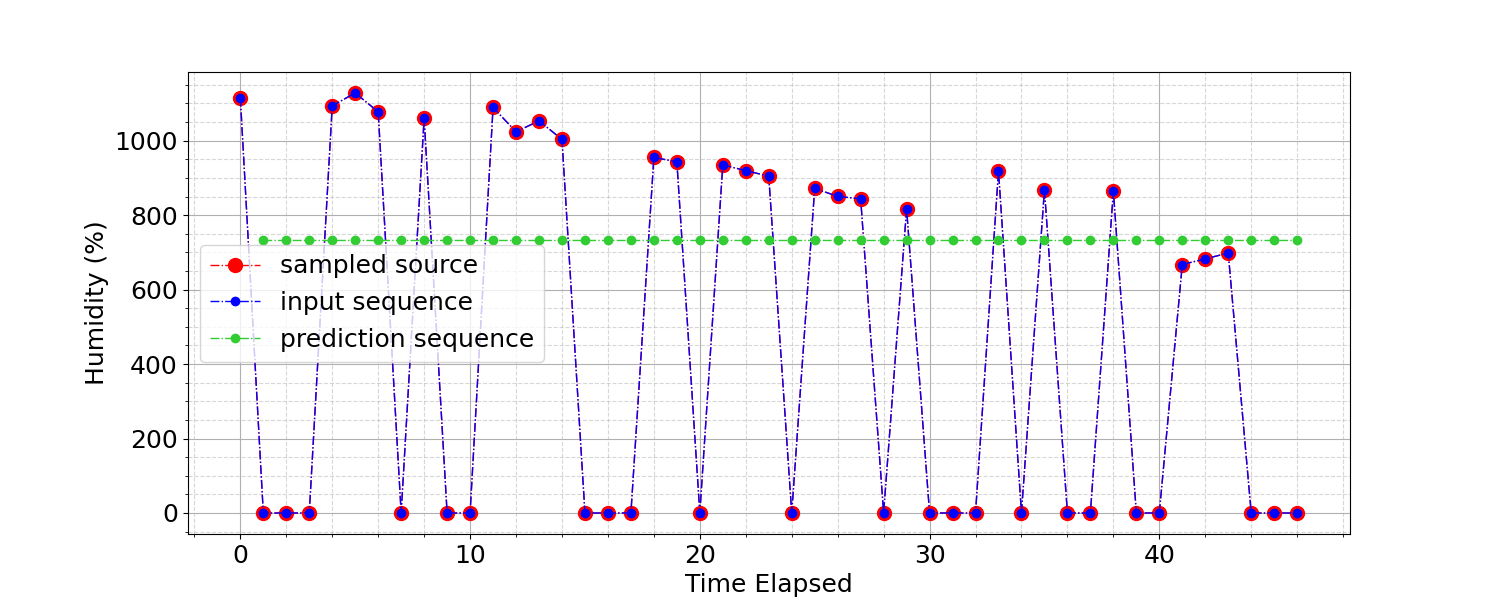 1000
800
600
400
200
0
Humidity (%)
sampled source
input sequence
prediction sequence
0 10 20 30 40
Time Elapsed